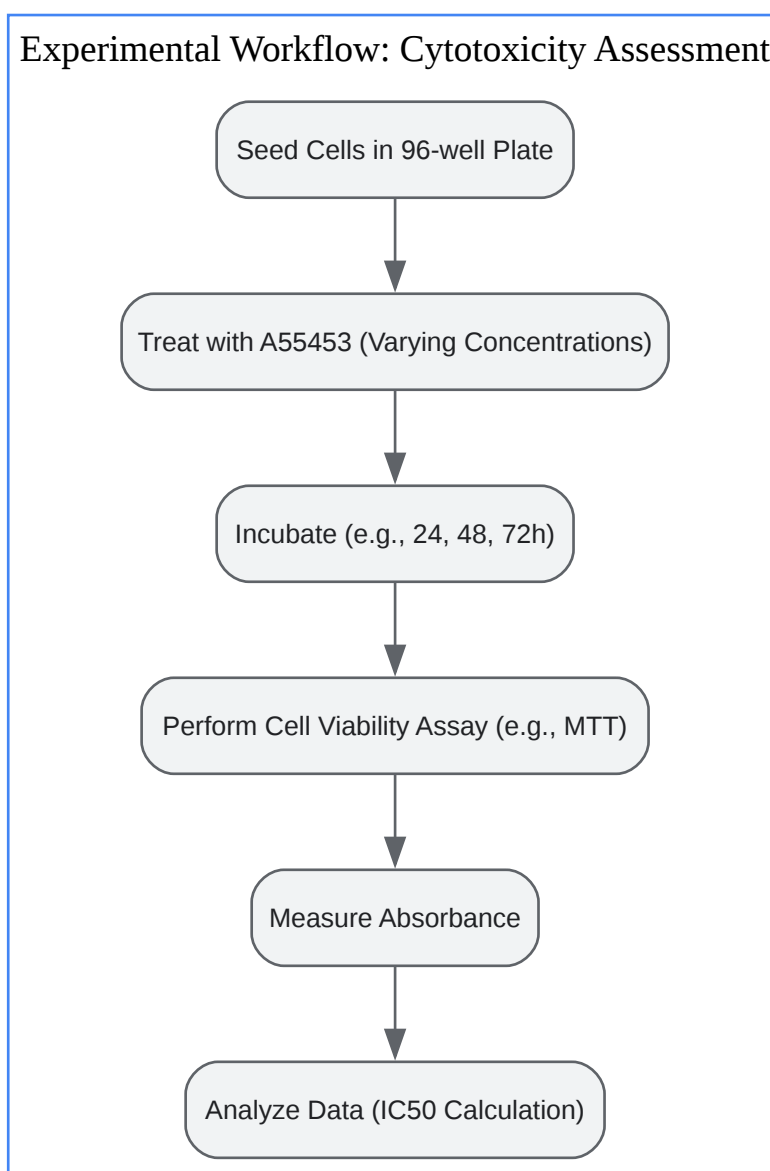 Experimental Workflow: Cytotoxicity Assessment
Seed Cells in 96-well Plate
Treat with A55453 (Varying Concentrations)
Incubate (e.g., 24, 48, 72h)
Perform Cell Viability Assay (e.g., MTT)
Measure Absorbance
Analyze Data (IC50 Calculation)